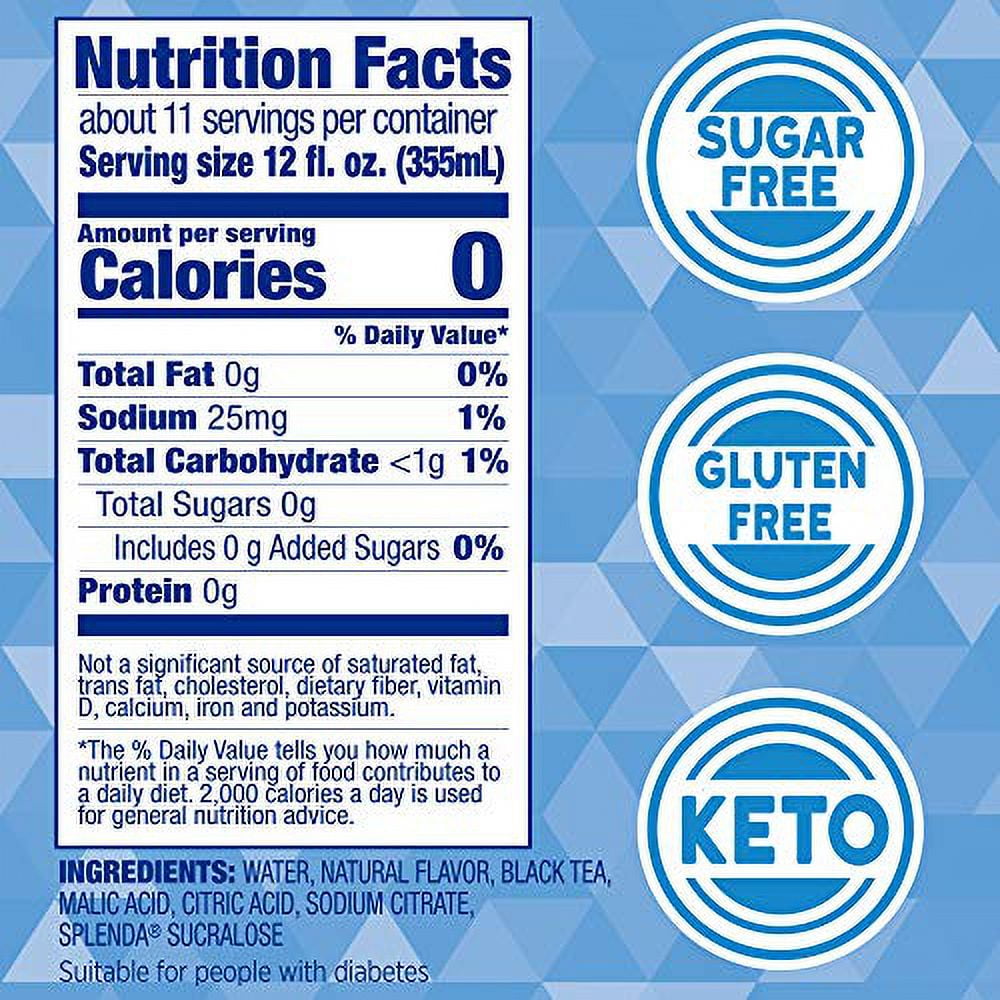 Nutrition Facts
about 11 servings per container
Serving size 12 fl. oz. (355mL)
Amount per serving
Calories 0
% Daily Value*
Total Fat 0g 0%
Sodium 25mg 1%
Total Carbohydrate <1g 1%
Total Sugars 0g
Includes 0 g Added Sugars 0%
Protein 0g
Not a significant source of saturated fat,
trans fat, cholesterol, dietary fiber, vitamin
D, calcium, iron and potassium.
*The % Daily Value tells you how much a
nutrient in a serving of food contributes to
a daily diet. 2,000 calories a day is used
for general nutrition advice.
INGREDIENTS: WATER, NATURAL FLAVOR, BLACK TEA,
MALIC ACID, CITRIC ACID, SODIUM CITRATE,
SPLENDA® SUCRALOSE
Suitable for people with diabetes
SUGAR
FREE
GLUTEN
FREE
KETO